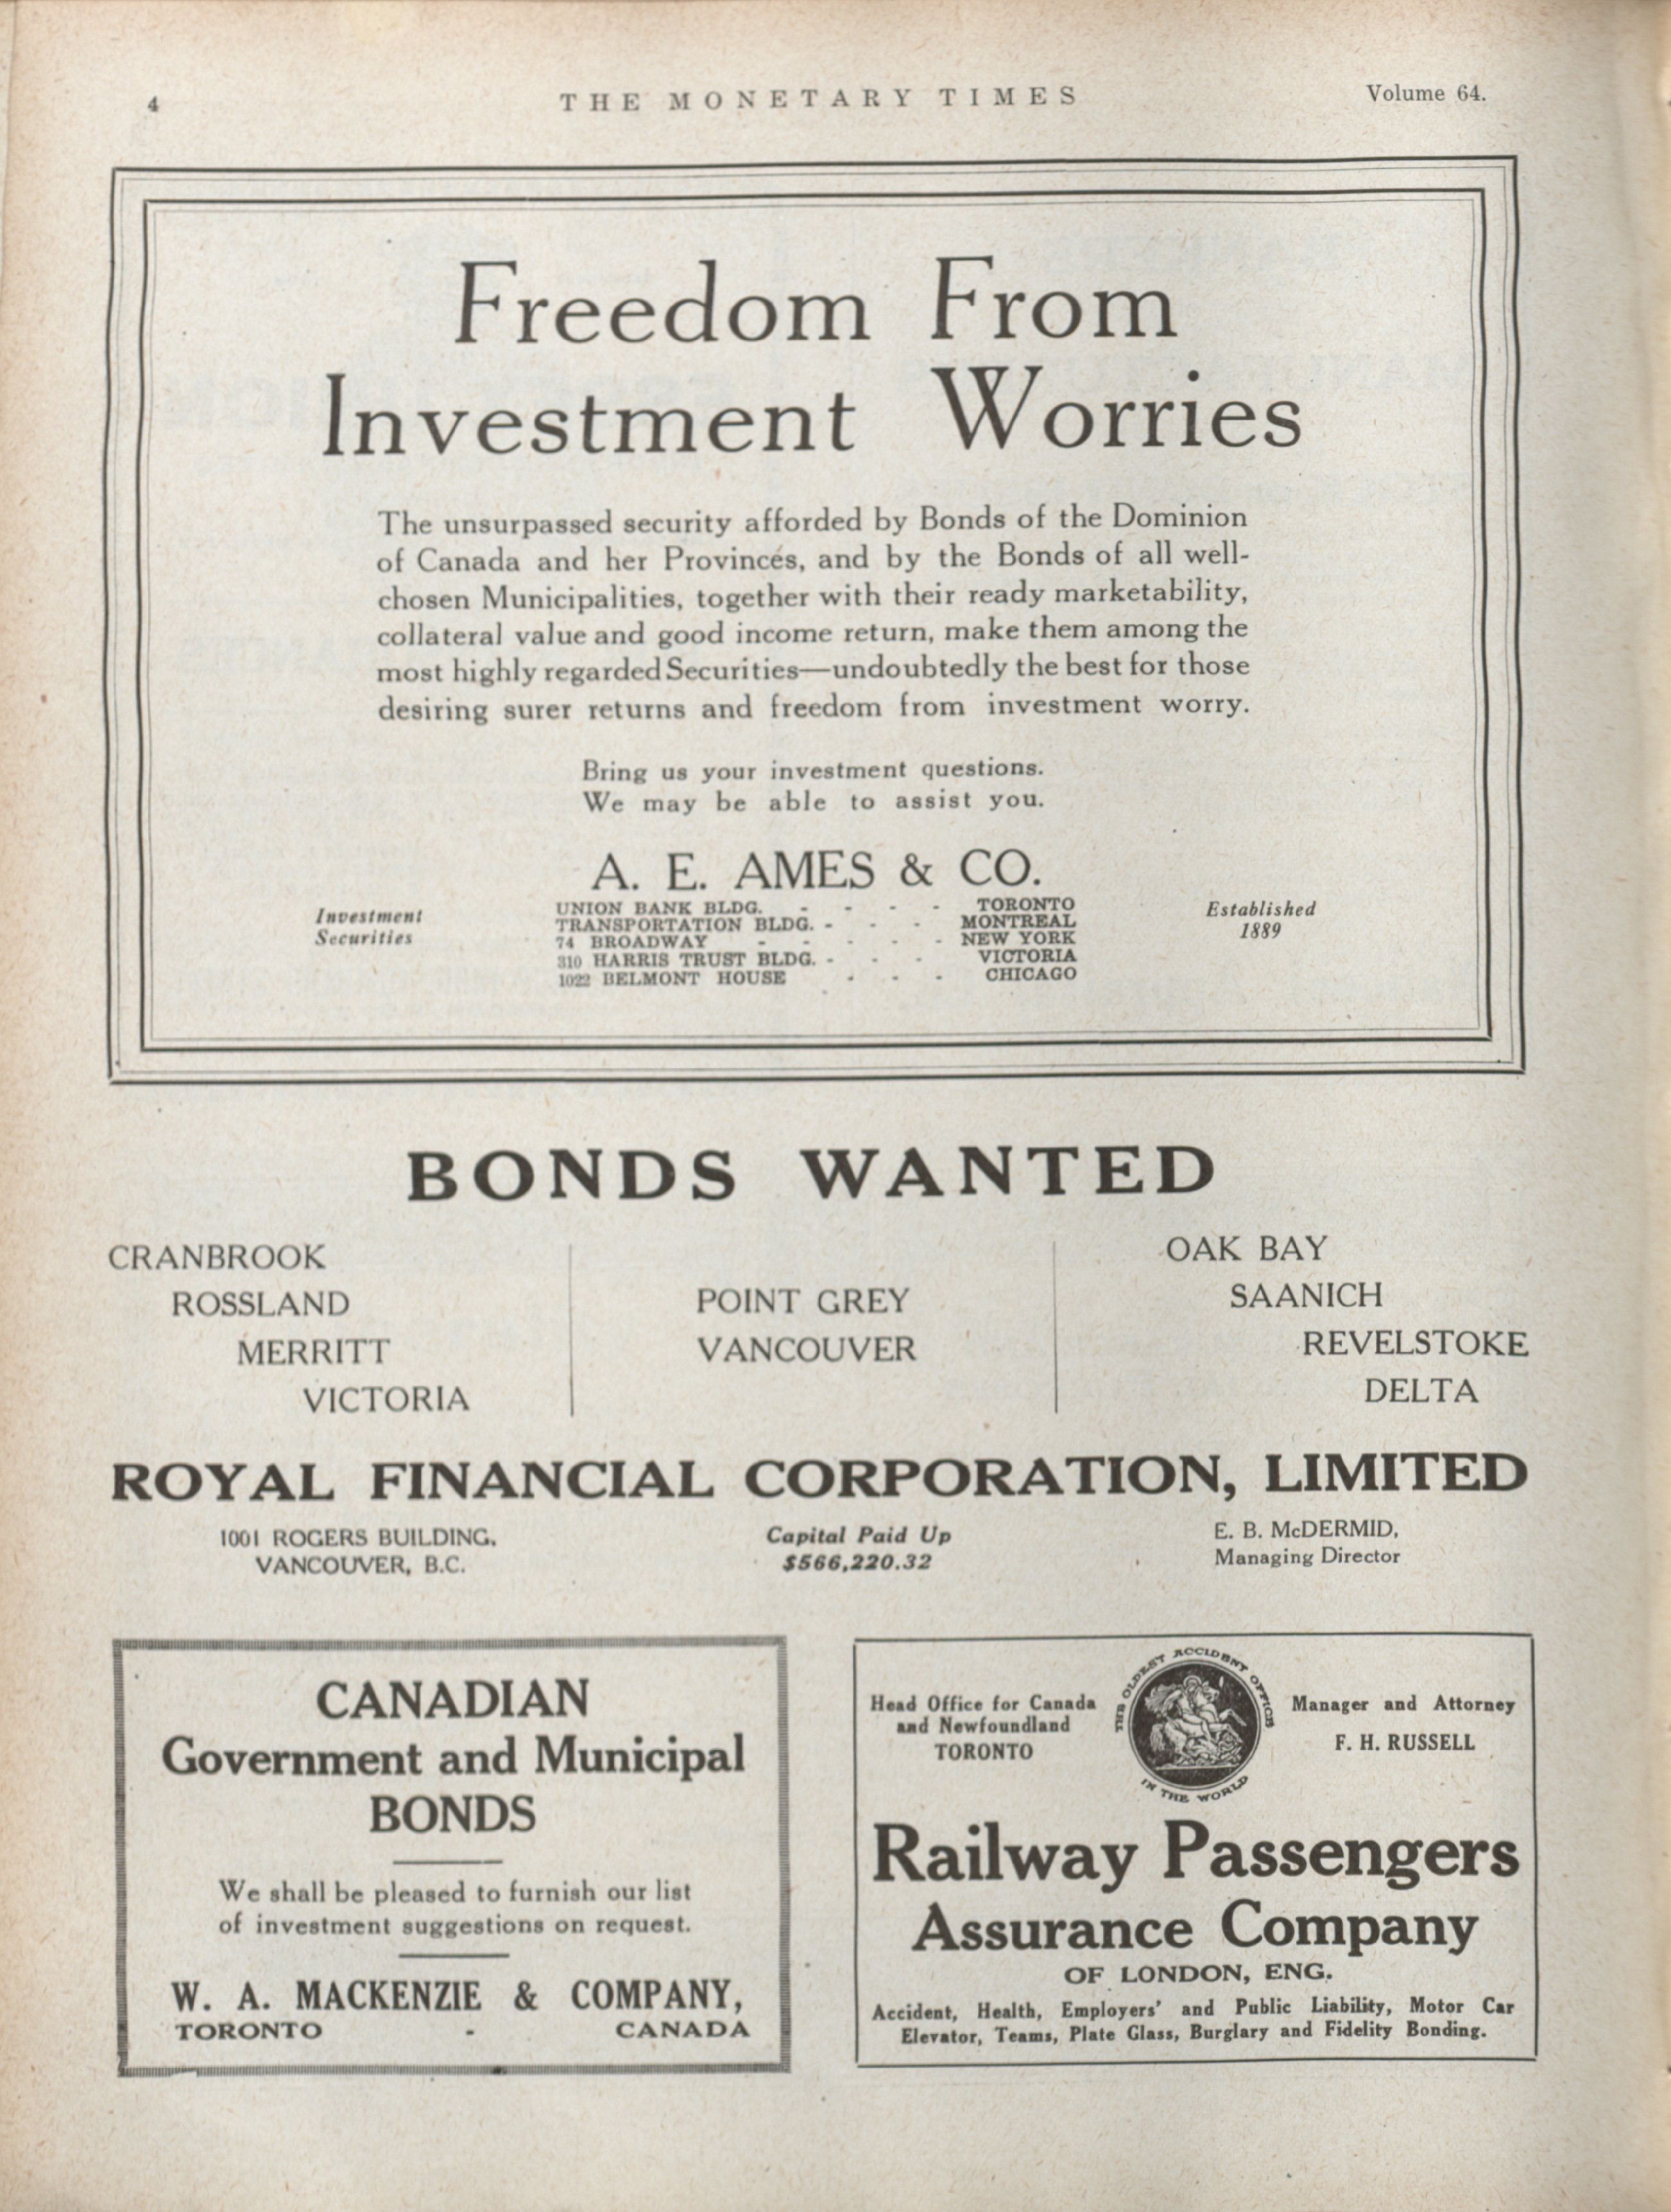 4
THE MONETARY TIMES
Volume 64.
Freedom From
Investment Worries
The unsurpassed security afforded by Bonds of the Dominion
of Canada and her Provinces, and by the Bonds of all well-
chosen Municipalities, together with their ready marketability,
collateral value and good income return, make them among the
most highly regarded Securities—undoubtedly the best for those
desiring surer returns and freedom from investment worry.
Bring us your investment questions.
We may be able to assist you.
A. E. AMES & CO.
Investment
Securities
UNION BANK BLDG. - - - - TORONTO
TRANSPORTATION BLDG. - - - MONTREAL
74 BROADWAY - - - - - NEW YORK
310 HARRIS TRUST BLDG. - - - VICTORIA
1022 BELMONT HOUSE - - - CHICAGO
Established
1889
BONDS WANTED
CRANBROOK
ROSSLAND
MERRITT
VICTORIA
POINT GREY
VANCOUVER
OAK BAY
SAANICH
REVELSTOKE
DELTA
ROYAL FINANCIAL CORPORATION, LIMITED
1001 ROGERS BUILDING,
VANCOUVER, B.C.
Capital Paid Up
$566,220.32
E. B. McDERMID,
Managing Director
CANADIAN
Government and Municipal
BONDS
We shall be pleased to furnish our list
of investment suggestions on request.
W. A. MACKENZIE & COMPANY,
TORONTO - CANADA
Head Office for Canada
and Newfoundland
TORONTO
THE OLDEST ACCIDENT OFFICE
IN THE WORLD
Manager and Attorney
F. H. RUSSELL
Railway Passengers
Assurance Company
OF LONDON, ENG.
Accident, Health, Employers' and Public Liability, Motor Car
Elevator, Teams, Plate Glass, Burglary and Fidelity Bonding.